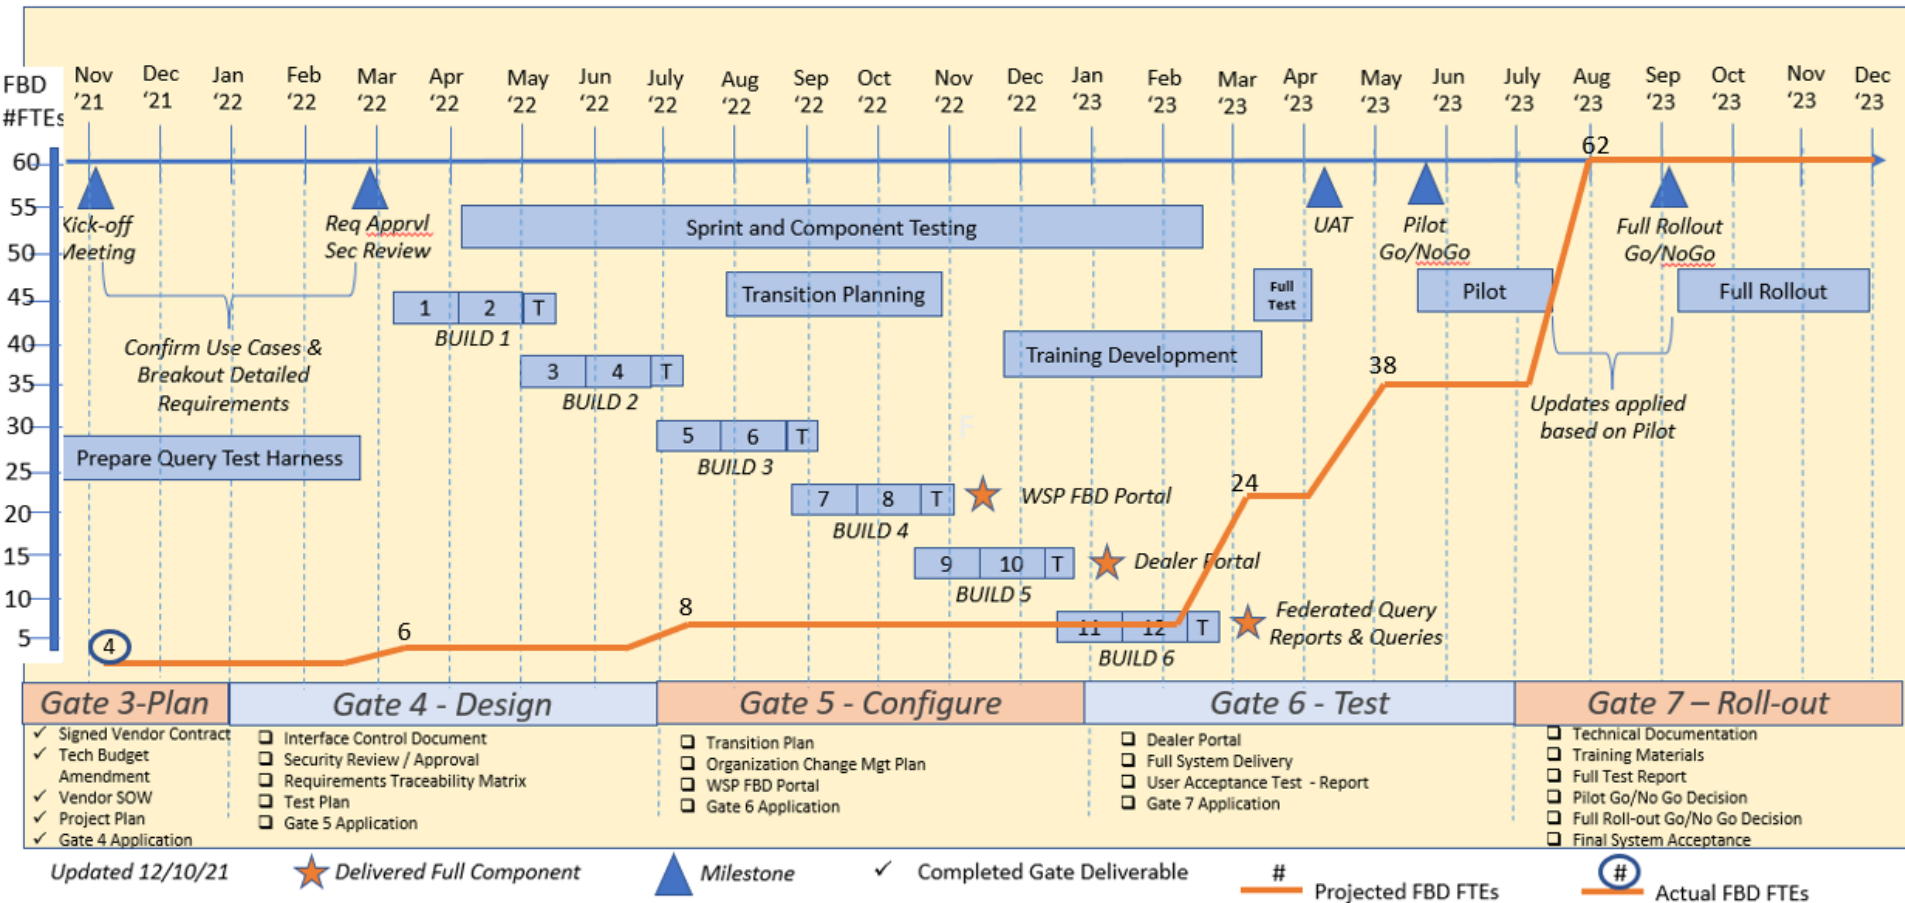 Nov Dec Jan Feb Mar Apr May Jun July Aug Sep Oct Nov Dec Jan Feb Mar Apr May Jun July Aug Sep Oct Nov Dec
'21 '21 '22 '22 '22 '22 '22 '22 '22 '22 '22 '22 '22 '22 '23 '23 '23 '23 '23 '23 '23 '23 '23 '23 '23 '23
FBD
#FTEs
60
55
50
45
40
35
30
25
20
15
10
5
Kick-off
Meeting
Req Apprvl
Sec Review
Sprint and Component Testing
UAT
Pilot
Go/NoGo
62
Full Rollout
Go/NoGo
Transition Planning
Full
Test
Pilot
Full Rollout
1 2 T
BUILD 1
Confirm Use Cases &
Breakout Detailed
Requirements
Training Development
3 4 T
BUILD 2
38
Updates applied
based on Pilot
5 6 T
BUILD 3
F
Prepare Query Test Harness
7 8 T
BUILD 4
WSP FBD Portal
24
9 10 T
BUILD 5
Dealer Portal
4
6
8
11 12 T
BUILD 6
Federated Query
Reports & Queries
Gate 3-Plan
✓ Signed Vendor Contract
✓ Tech Budget
Amendment
✓ Vendor SOW
✓ Project Plan
✓ Gate 4 Application
Gate 4 - Design
❑ Interface Control Document
❑ Security Review / Approval
❑ Requirements Traceability Matrix
❑ Test Plan
❑ Gate 5 Application
Gate 5 - Configure
❑ Transition Plan
❑ Organization Change Mgt Plan
❑ WSP FBD Portal
❑ Gate 6 Application
Gate 6 - Test
❑ Dealer Portal
❑ Full System Delivery
❑ User Acceptance Test - Report
❑ Gate 7 Application
Gate 7 – Roll-out
❑ Technical Documentation
❑ Training Materials
❑ Full Test Report
❑ Pilot Go/No Go Decision
❑ Full Roll-out Go/No Go Decision
❑ Final System Acceptance
Updated 12/10/21
Delivered Full Component
Milestone
✓ Completed Gate Deliverable
#
Projected FBD FTEs
#
Actual FBD FTEs